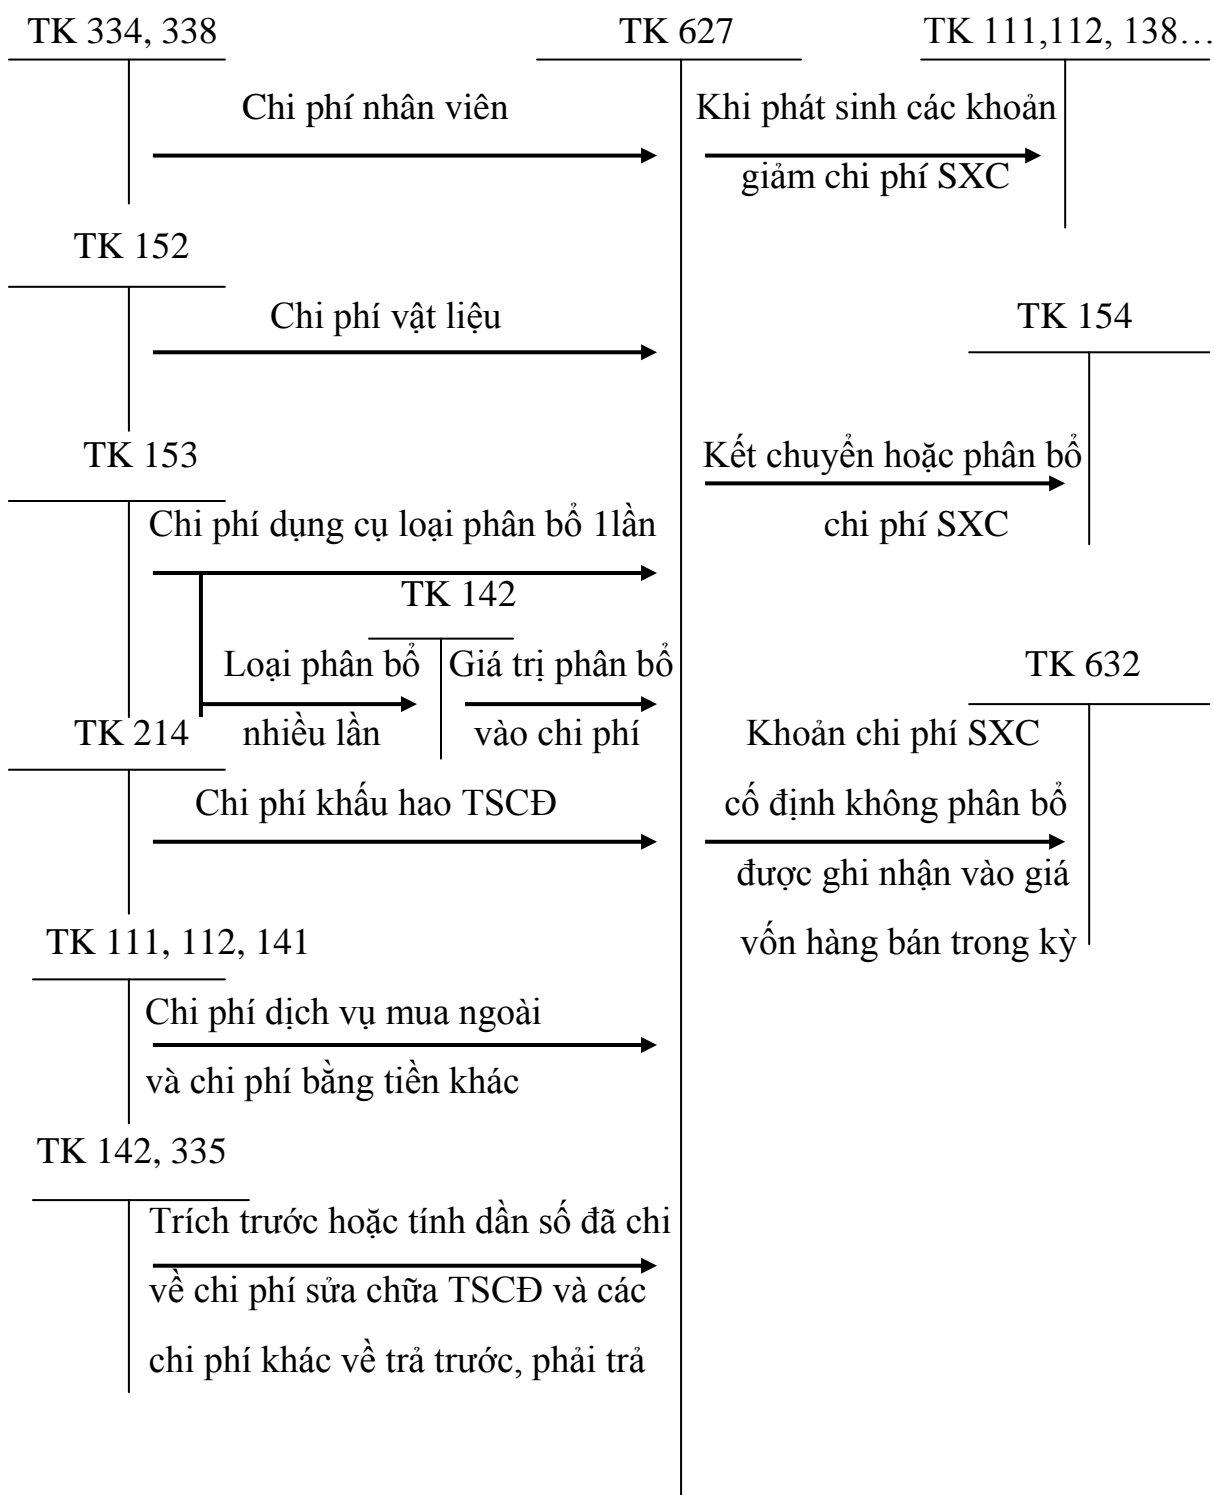 TK 334, 338
TK 627
TK 111,112, 138…
Chi phí nhân viên
Khi phát sinh các khoản
giảm chi phí SXC
TK 152
Chi phí vật liệu
TK 154
TK 153
Kết chuyển hoặc phân bổ
Chi phí dụng cụ loại phân bổ 1lần
chi phí SXC
TK 142
Loại phân bổ
Giá trị phân bổ
TK 632
TK 214
nhiều lần
vào chi phí
Khoản chi phí SXC
Chi phí khấu hao TSCĐ
cố định không phân bổ
được ghi nhận vào giá
TK 111, 112, 141
vốn hàng bán trong kỳ
Chi phí dịch vụ mua ngoài
và chi phí bằng tiền khác
TK 142, 335
Trích trước hoặc tính dần số đã chi
về chi phí sửa chữa TSCĐ và các
chi phí khác về trả trước, phải trả